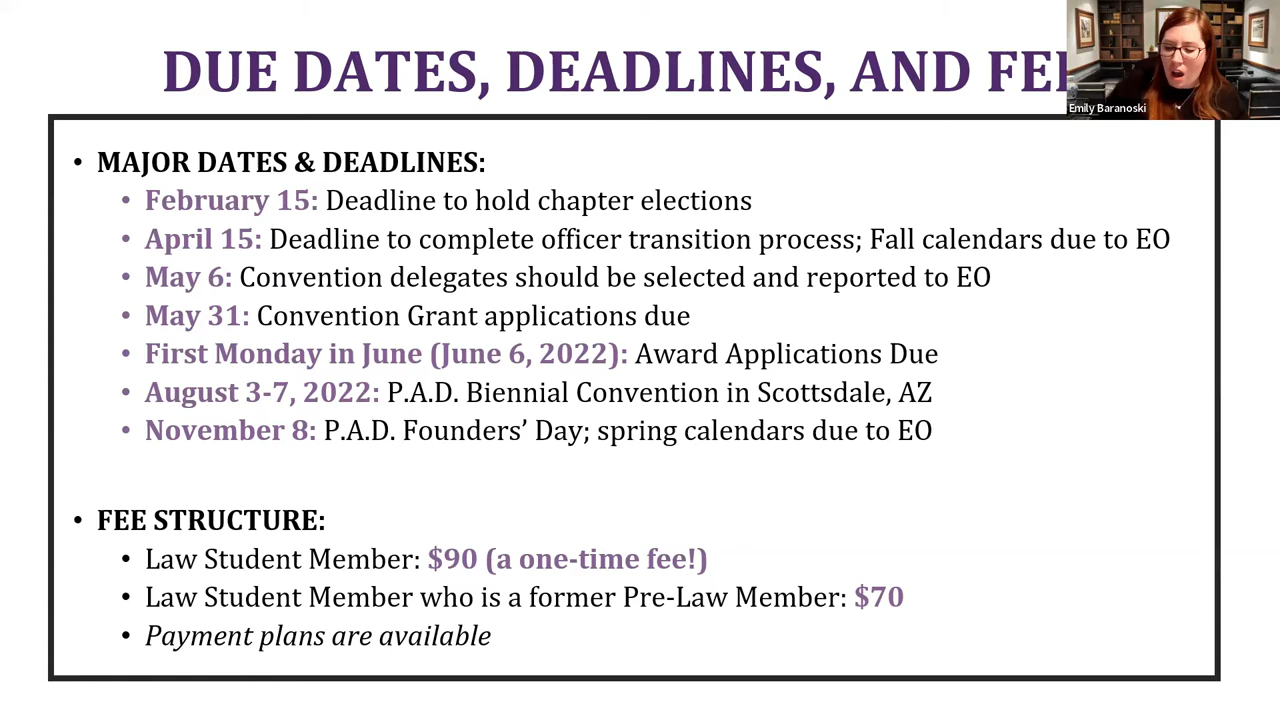 DUE DATES, DEADLINES, AND
Emily Baranoski
• MAJOR DATES & DEADLINES:
• February 15: Deadline to hold chapter elections
• April 15: Deadline to complete officer transition process; Fall calendars due to EO
• May 6: Convention delegates should be selected and reported to EO
• May 31: Convention Grant applications due
• First Monday in June (June 6, 2022): Award Applications Due
• August 3-7, 2022: P.A.D. Biennial Convention in Scottsdale, AZ
• November 8: P.A.D. Founders’ Day; spring calendars due to EO
• FEE STRUCTURE:
• Law Student Member: $90 (a one-time fee!)
• Law Student Member who is a former Pre-Law Member: $70
• Payment plans are available